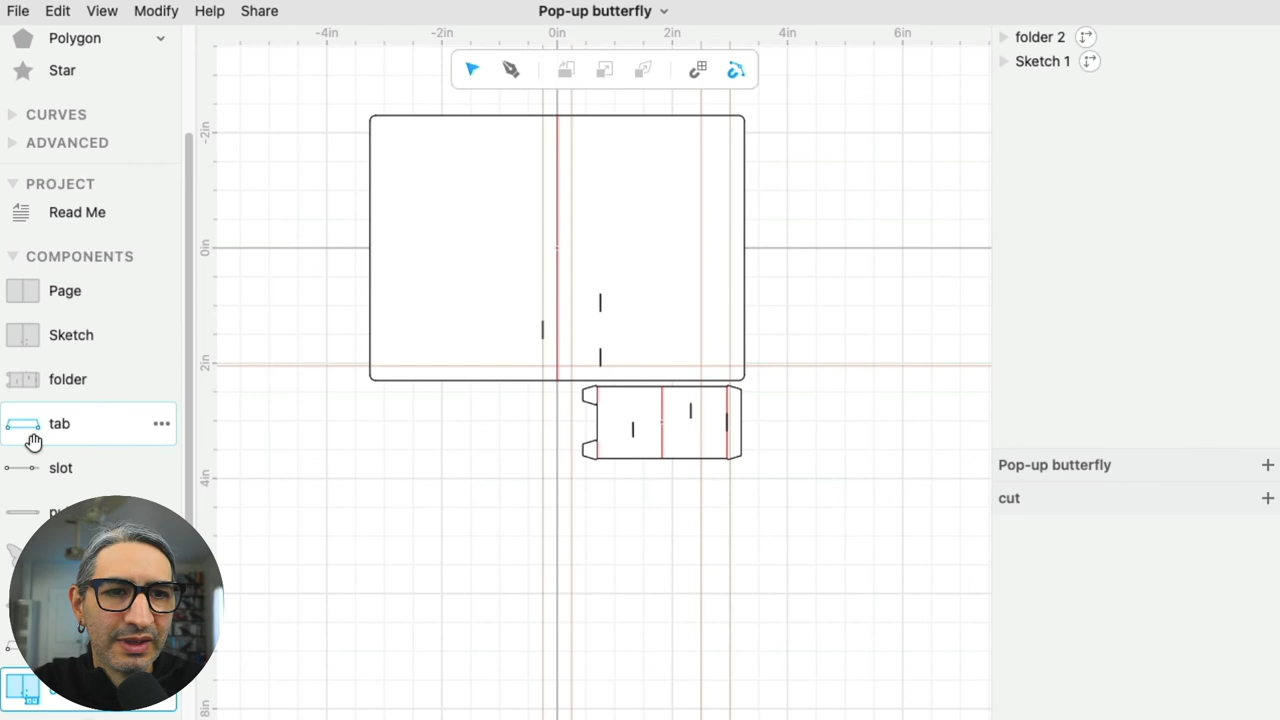 File Edit View Modify Help Share Pop-up butterfly
-4in -2in 0in 2in 4in 6in
Polygon
Star
CURVES
ADVANCED
PROJECT
Read Me
COMPONENTS
Page
Sketch
folder
tab
slot
-2in
0in
2in
4in
8in
folder 2
Sketch 1
Pop-up butterfly
cut